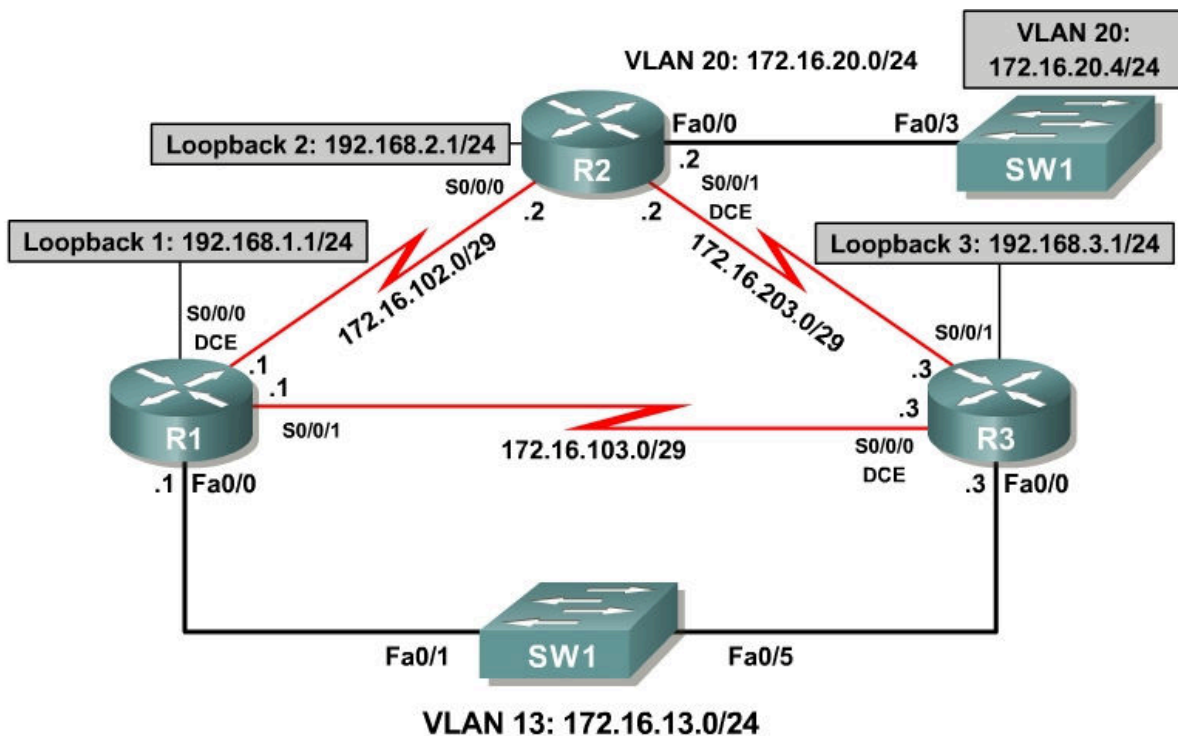 VLAN 20:
172.16.20.4/24
VLAN 20: 172.16.20.0/24
Fa0/0
Fa0/3
Loopback 2: 192.168.2.1/24
R2
.2
SW1
S0/0/0
.2
.2
S0/0/1
DCE
Loopback 1: 192.168.1.1/24
Loopback 3: 192.168.3.1/24
172.16.102.0/29
172.16.203.0/29
S0/0/0
DCE
S0/0/1
.1
.1
.3
.3
R1
S0/0/1
172.16.103.0/29
S0/0/0
DCE
R3
.1 Fa0/0
.3 Fa0/0
Fa0/1
SW1
Fa0/5
VLAN 13: 172.16.13.0/24